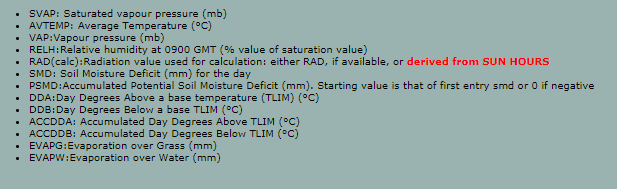 • SVAP: Saturated vapour pressure (mb)
• AVTEMP: Average Temperature (°C)
• VAP:Vapour pressure (mb)
• RELH:Relative humidity at 0900 GMT (% value of saturation value)
• RAD(calc):Radiation value used for calculation: either RAD, if available, or derived from SUN HOURS
• SMD: Soil Moisture Deficit (mm) for the day
• PSMD:Accumulated Potential Soil Moisture Deficit (mm). Starting value is that of first entry smd or 0 if negative
• DDA:Day Degrees Above a base temperature (TLIM) (°C)
• DDB:Day Degrees Below a base TLIM (°C)
• ACCDDA: Accumulated Day Degrees Above TLIM (°C)
• ACCDDB: Accumulated Day Degrees Below TLIM (°C)
• EVAPG:Evaporation over Grass (mm)
• EVAPW:Evaporation over Water (mm)